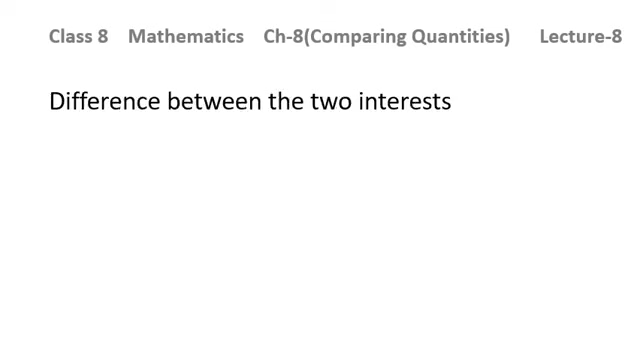 Class 8 Mathematics Ch-8(Comparing Quantities) Lecture-8
Difference between the two interests